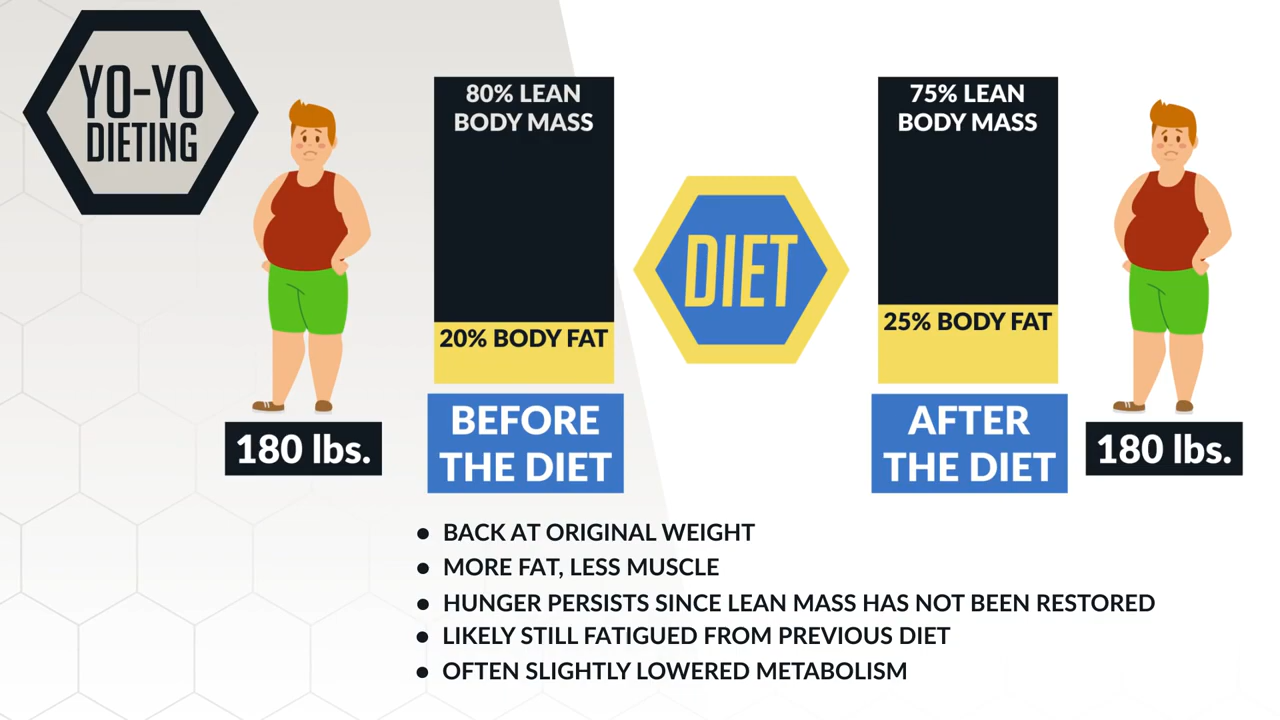 YO-YO
DIETING
80% LEAN
BODY MASS
20% BODY FAT
BEFORE
THE DIET
180 lbs.
DIET
75% LEAN
BODY MASS
25% BODY FAT
AFTER
THE DIET
180 lbs.
• BACK AT ORIGINAL WEIGHT
• MORE FAT, LESS MUSCLE
• HUNGER PERSISTS SINCE LEAN MASS HAS NOT BEEN RESTORED
• LIKELY STILL FATIGUED FROM PREVIOUS DIET
• OFTEN SLIGHTLY LOWERED METABOLISM